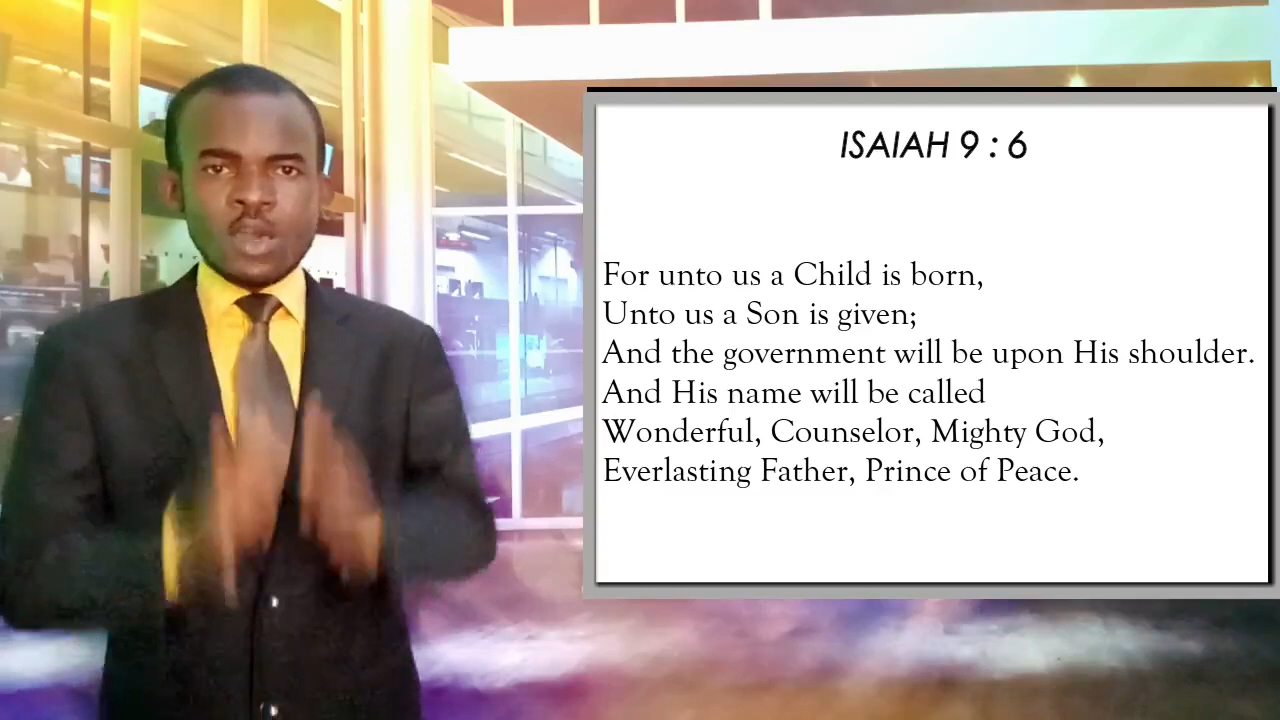 ISAIAH 9 : 6
For unto us a Child is born,
Unto us a Son is given;
And the government will be upon His shoulder.
And His name will be called
Wonderful, Counselor, Mighty God,
Everlasting Father, Prince of Peace.